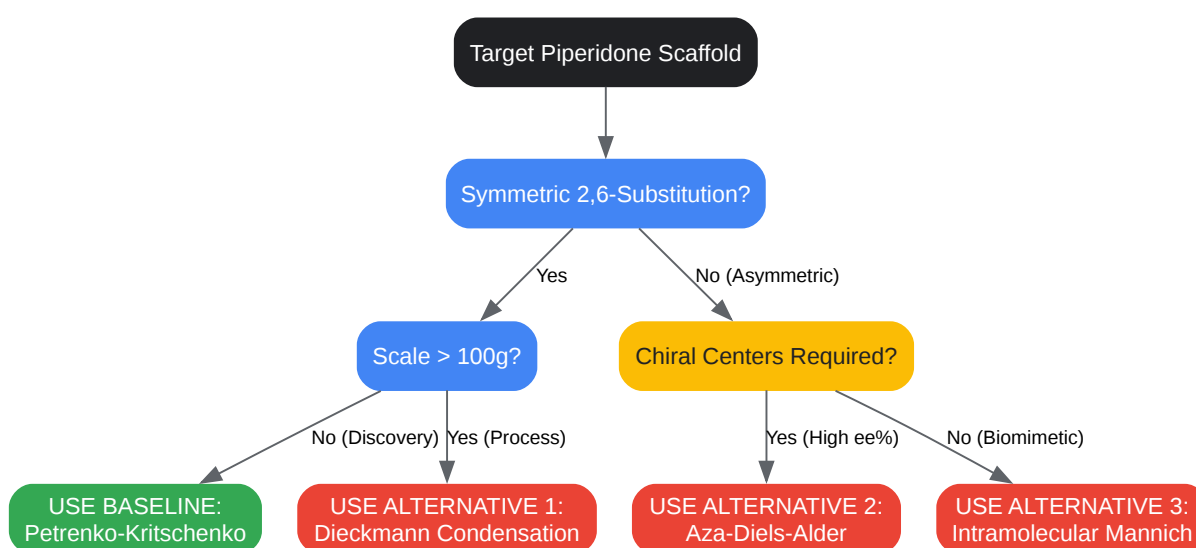 Target Piperidone Scaffold
Symmetric 2,6-Substitution?
Yes
No (Asymmetric)
Scale > 100g?
Chiral Centers Required?
No (Discovery)
Yes (Process)
Yes (High ee%)
No (Biomimetic)
USE BASELINE:
Petrenko-Kritschenko
USE ALTERNATIVE 1:
Dieckmann Condensation
USE ALTERNATIVE 2:
Aza-Diels-Alder
USE ALTERNATIVE 3:
Intramolecular Mannich